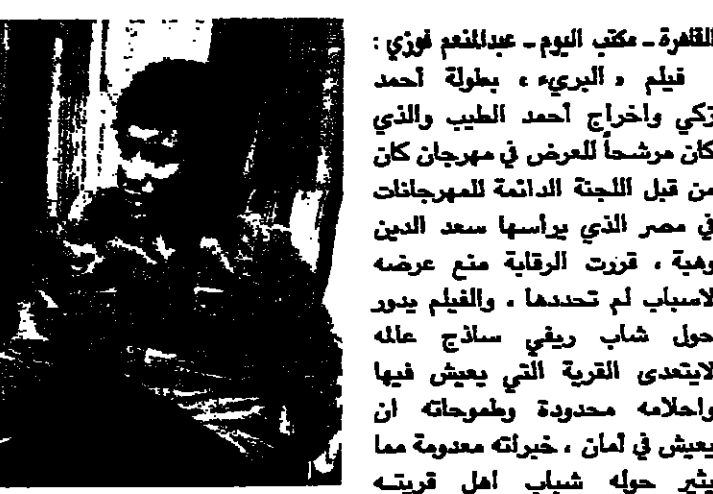 القاهرة ـ مكتب اليوم ـ عبدالمنعم فوزي :
فيلم « البريء » بطولة أحمد
زكي واخراج أحمد الطيب والذي
كان مرشحاً للعرض في مهرجان كان
من قبل اللجنة الدائمة للمهرجانات
في مصر الذي يرأسها سعد الدين
وهبة ، قررت الرقابة منع عرضه
لاسباب لم تحددها . والفيلم يدور
حول شاب ريفي ساذج عالمه
لايتعدى القرية التي يعيش فيها
واحلامه محدودة وطموحاته ان
يعيش في أمان ، خبراته معدومة مما
يثير حوله شباب اهل قريته